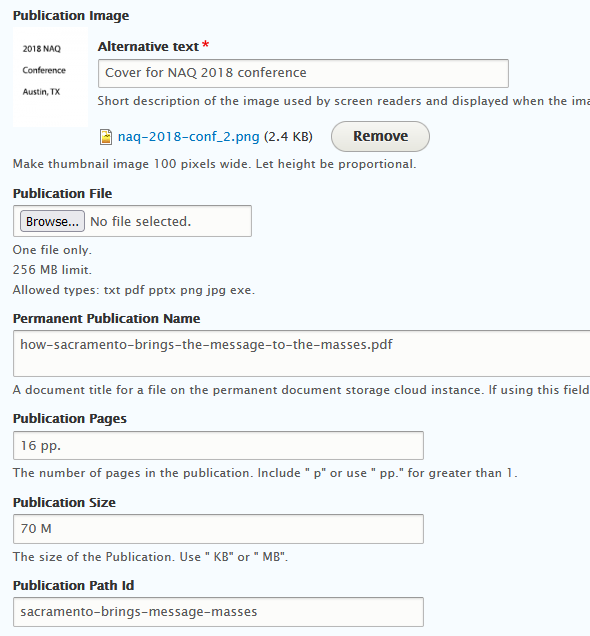 Publication Image
2018 NAQ
Conference
Austin, TX
Alternative text *
Cover for NAQ 2018 conference
Short description of the image used by screen readers and displayed when the
naq-2018-conf_2.png (2.4 KB)
Remove
Make thumbnail image 100 pixels wide. Let height be proportional.
Publication File
Browse... No file selected.
One file only.
256 MB limit.
Allowed types: txt pdf pptx png jpg exe.
Permanent Publication Name
how-sacramento-brings-the-message-to-the-masses.pdf
A document title for a file on the permanent document storage cloud instance. If using this field
Publication Pages
16 pp.
The number of pages in the publication. Include " p" or use " pp." for greater than 1.
Publication Size
70 M
The size of the Publication. Use " KB" or " MB".
Publication Path Id
sacramento-brings-message-masses